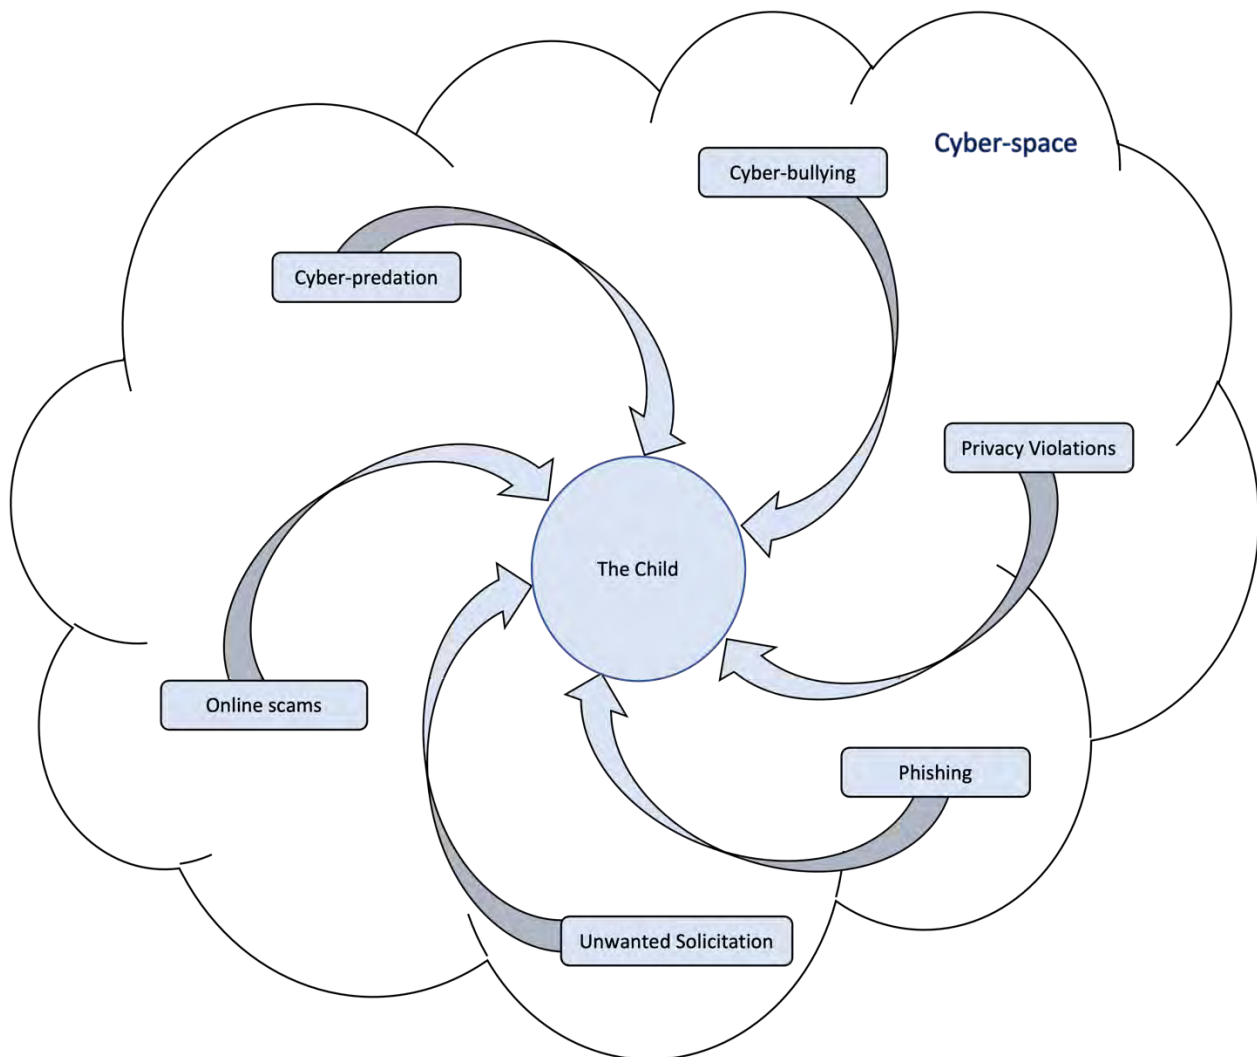 Cyber-space
Cyber-bullying
Cyber-predation
Privacy Violations
The Child
Online scams
Phishing
Unwanted Solicitation